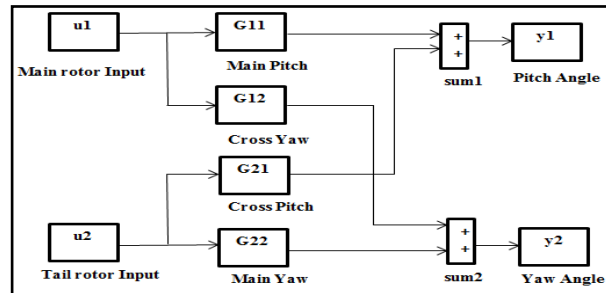 u1
Main rotor Input
G11
Main Pitch
+
+
sum1
y1
Pitch Angle
G12
Cross Yaw
G21
Cross Pitch
u2
Tail rotor Input
G22
Main Yaw
+
+
sum2
y2
Yaw Angle